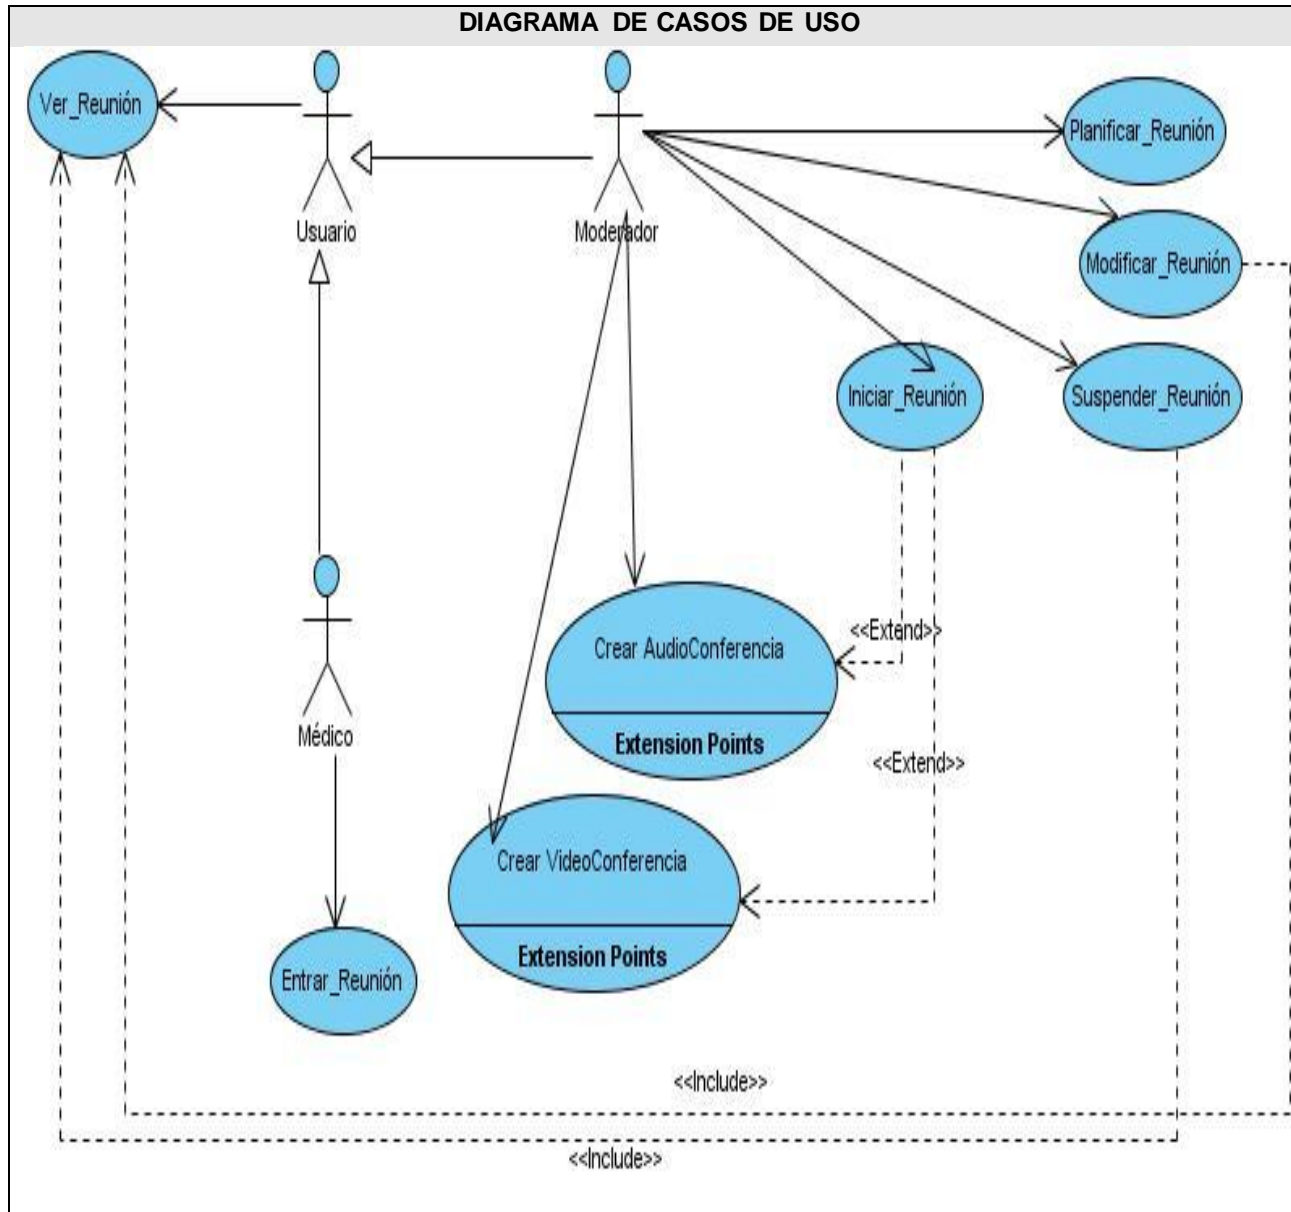 DIAGRAMA DE CASOS DE USO
Ver_Reunión
Planificar_Reunión
Usuario
Moderador
Modificar_Reunión
Iniciar_Reunión
Suspender_Reunión
<<Extend>>
Crear AudioConferencia
Extension Points
Médico
<<Extend>>
Crear VideoConferencia
Extension Points
Entrar_Reunión
<<Include>>
<<Include>>